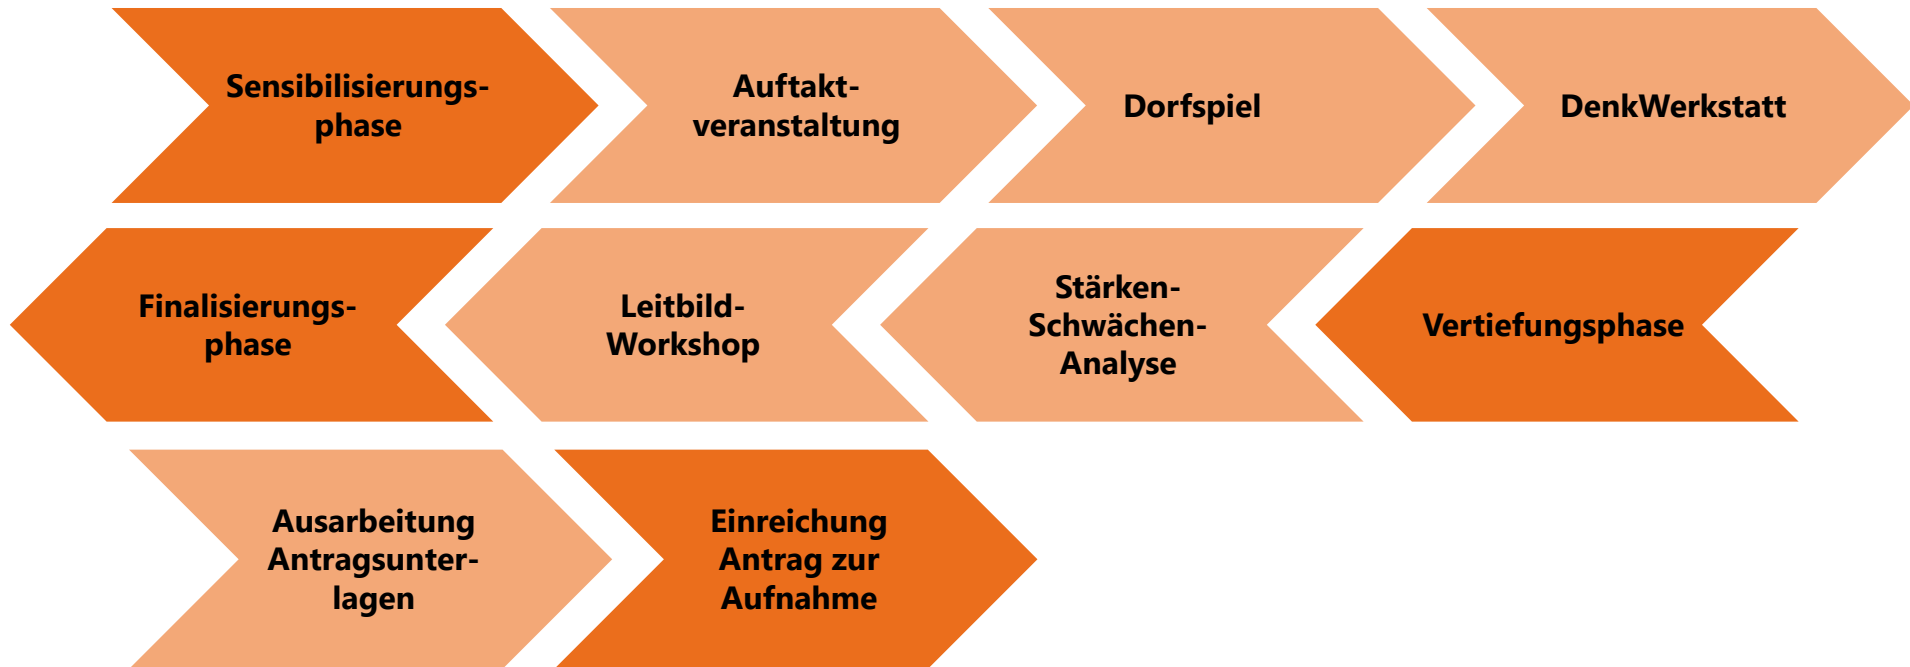 Sensibilisierungs-
phase
Auftakt-
veranstaltung
Dorfspiel
DenkWerkstatt
Vertiefungsphase
Stärken-
Schwächen-
Analyse
Leitbild-
Workshop
Finalisierungs-
phase
Ausarbeitung
Antragsunter-
lagen
Einreichung
Antrag zur
Aufnahme